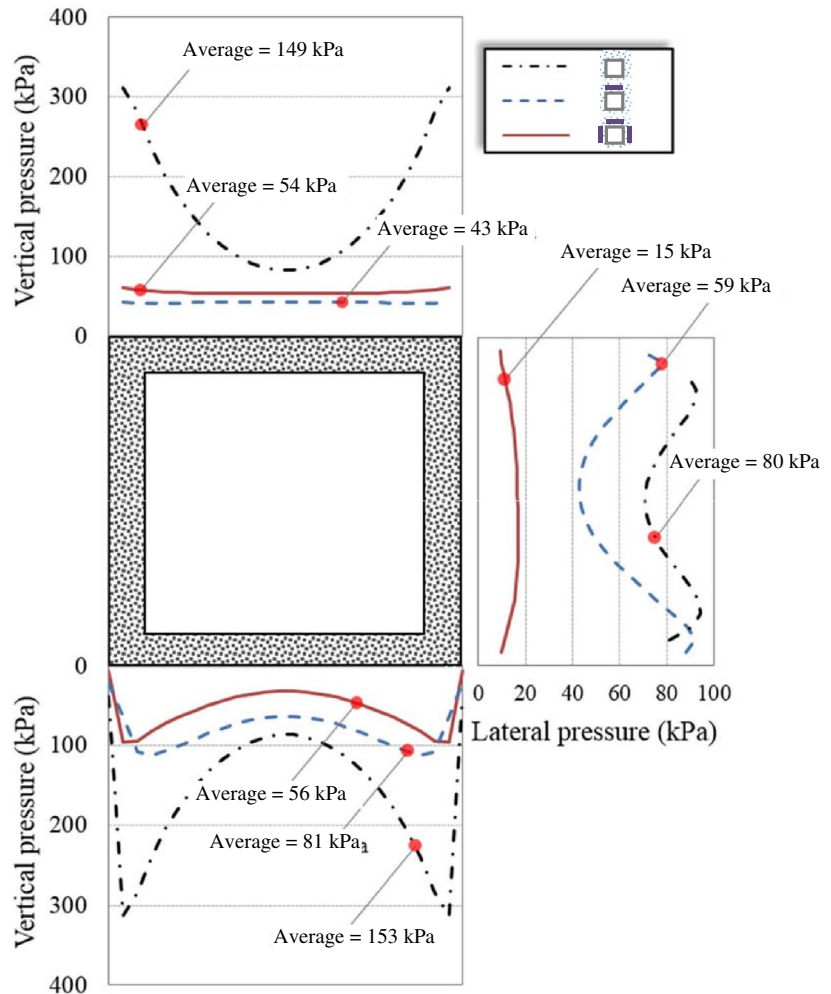 400
Average = 149 kPa
300
200
Average = 54 kPa
Average = 43 kPa
100
0
Vertical pressure (kPa)
Average = 15 kPa
Average = 59 kPa
Average = 80 kPa
0 20 40 60 80 100
Lateral pressure (kPa)
0
100
200
300
400
Vertical pressure (kPa)
Average = 56 kPa
Average = 81 kPa
Average = 153 kPa